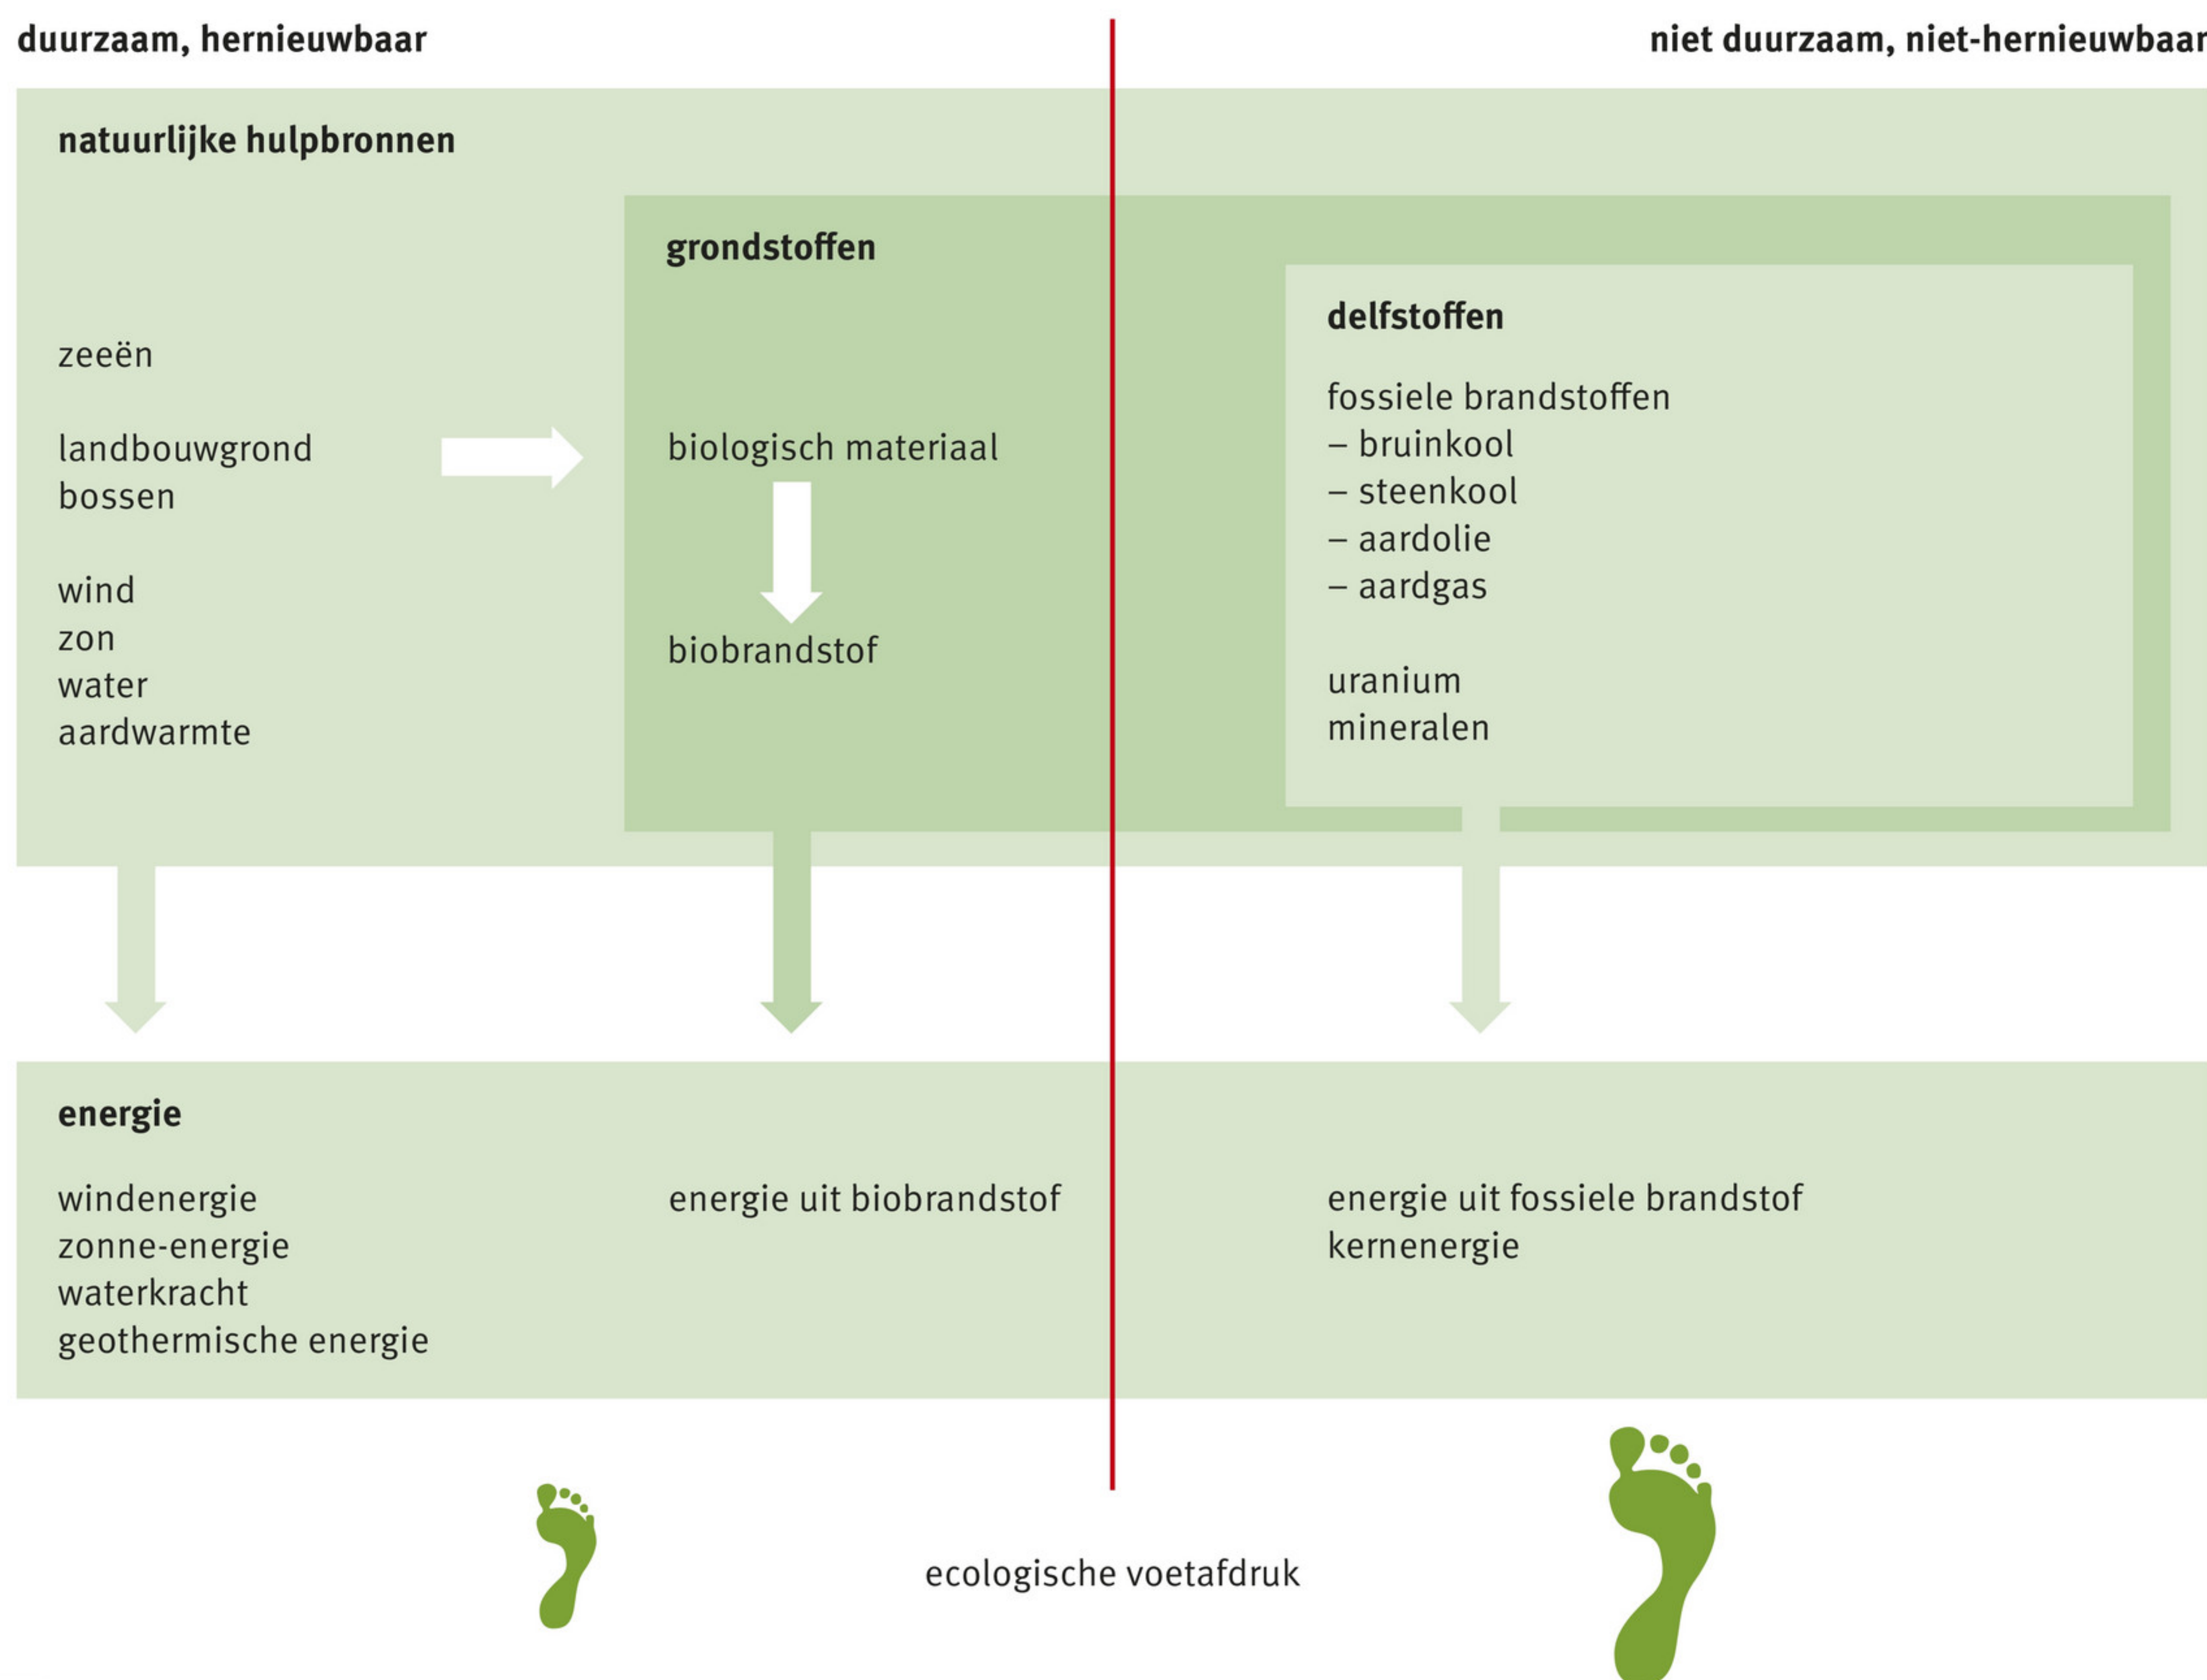 duurzaam, hernieuwbaar
niet duurzaam, niet-hernieuwbaar
natuurlijke hulpbronnen
zeeën
landbouwgrond
bossen
wind
zon
water
aardwarmte
grondstoffen
biologisch materiaal
biobrandstof
delfstoffen
fossiele brandstoffen
– bruinkool
– steenkool
– aardolie
– aardgas
uranium
mineralen
energie
windenergie
zonne-energie
waterkracht
geothermische energie
energie uit biobrandstof
energie uit fossiele brandstof
kernenergie
ecologische voetafdruk